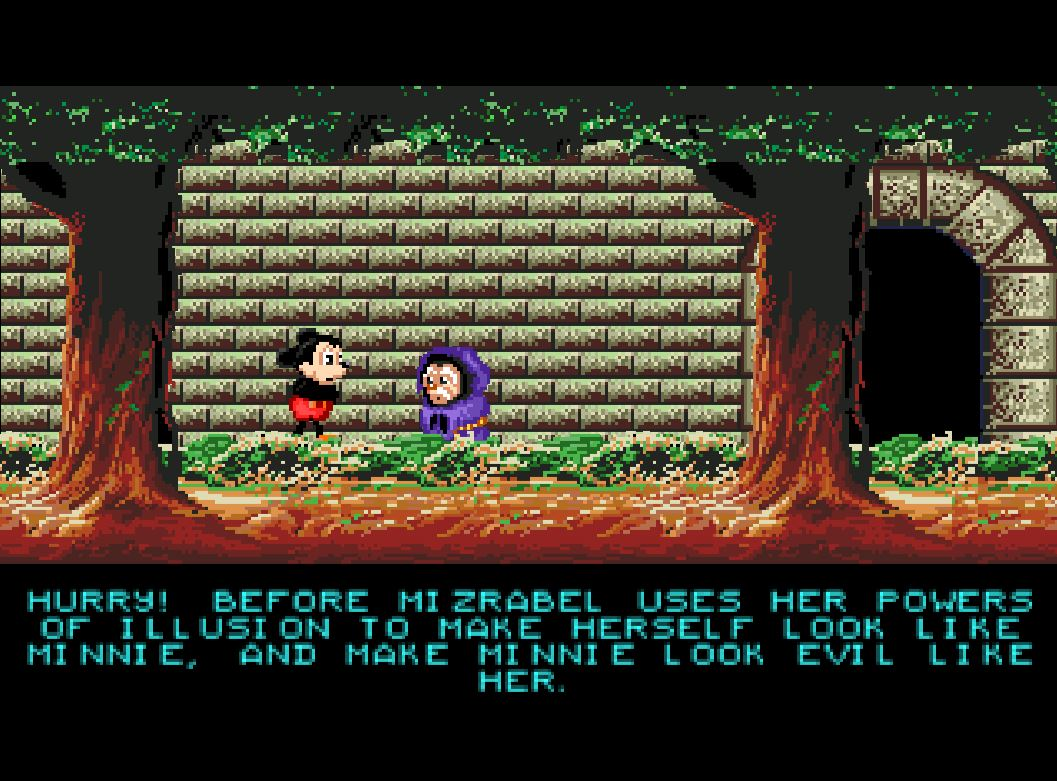 HURRY! BEFORE MIZRABEL USES HER POWERS
OF ILLUSION TO MAKE HERSELF LOOK LIKE
MINNIE, AND MAKE MINNIE LOOK EVIL LIKE
HER.